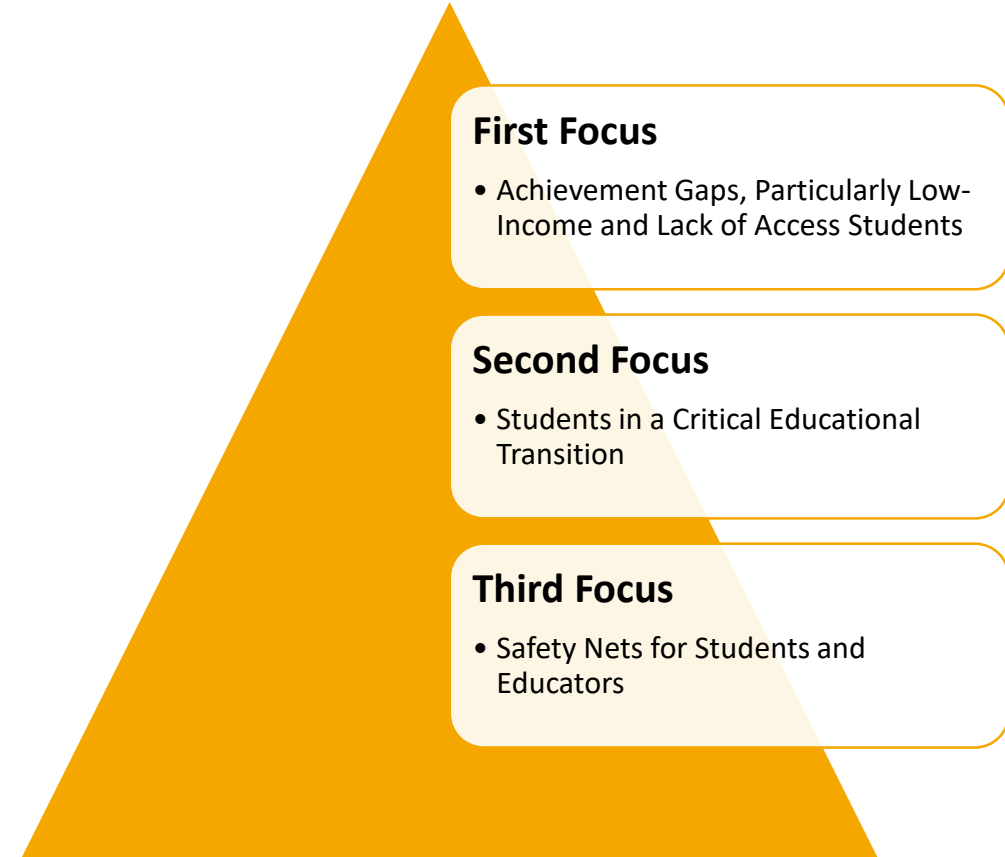 First Focus
• Achievement Gaps, Particularly Low-
Income and Lack of Access Students
Second Focus
• Students in a Critical Educational
Transition
Third Focus
• Safety Nets for Students and
Educators